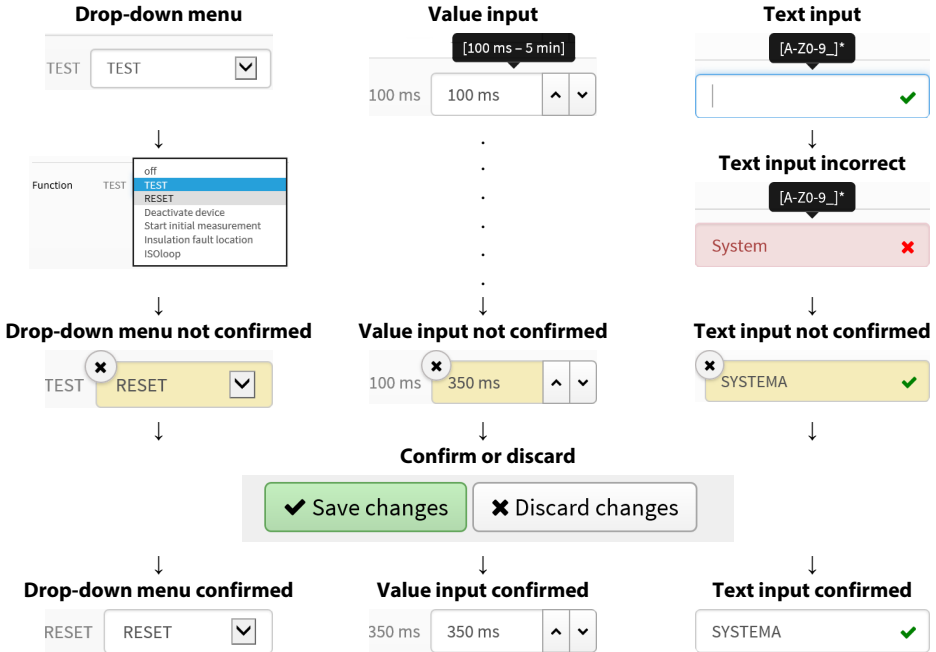 Drop-down menu
Value input
Text input
TEST TEST
[100 ms – 5 min]
100 ms 100 ms
[A-Z0-9_]*
Function TEST
off
TEST
RESET
Deactivate device
Start initial measurement
Insulation fault location
ISOloop
Text input incorrect
[A-Z0-9_]*
System
Drop-down menu not confirmed
Value input not confirmed
Text input not confirmed
TEST RESET
100 ms 350 ms
SYSTEMA
Confirm or discard
Save changes
Discard changes
Drop-down menu confirmed
Value input confirmed
Text input confirmed
RESET RESET
350 ms 350 ms
SYSTEMA